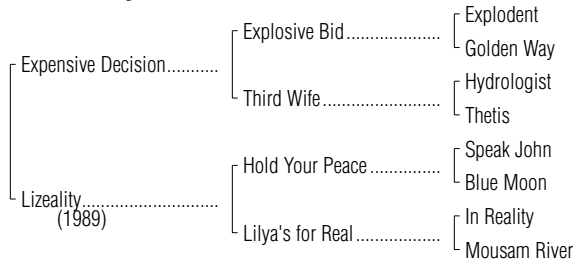 Explodent
Explosive Bid..................
Golden Way
Expensive Decision..........
Hydrologist
Third Wife.......................
Thetis
Speak John
Hold Your Peace..............
Blue Moon
Lizeality...........................
(1989)
In Reality
Lilya's for Real.................
Mousam River